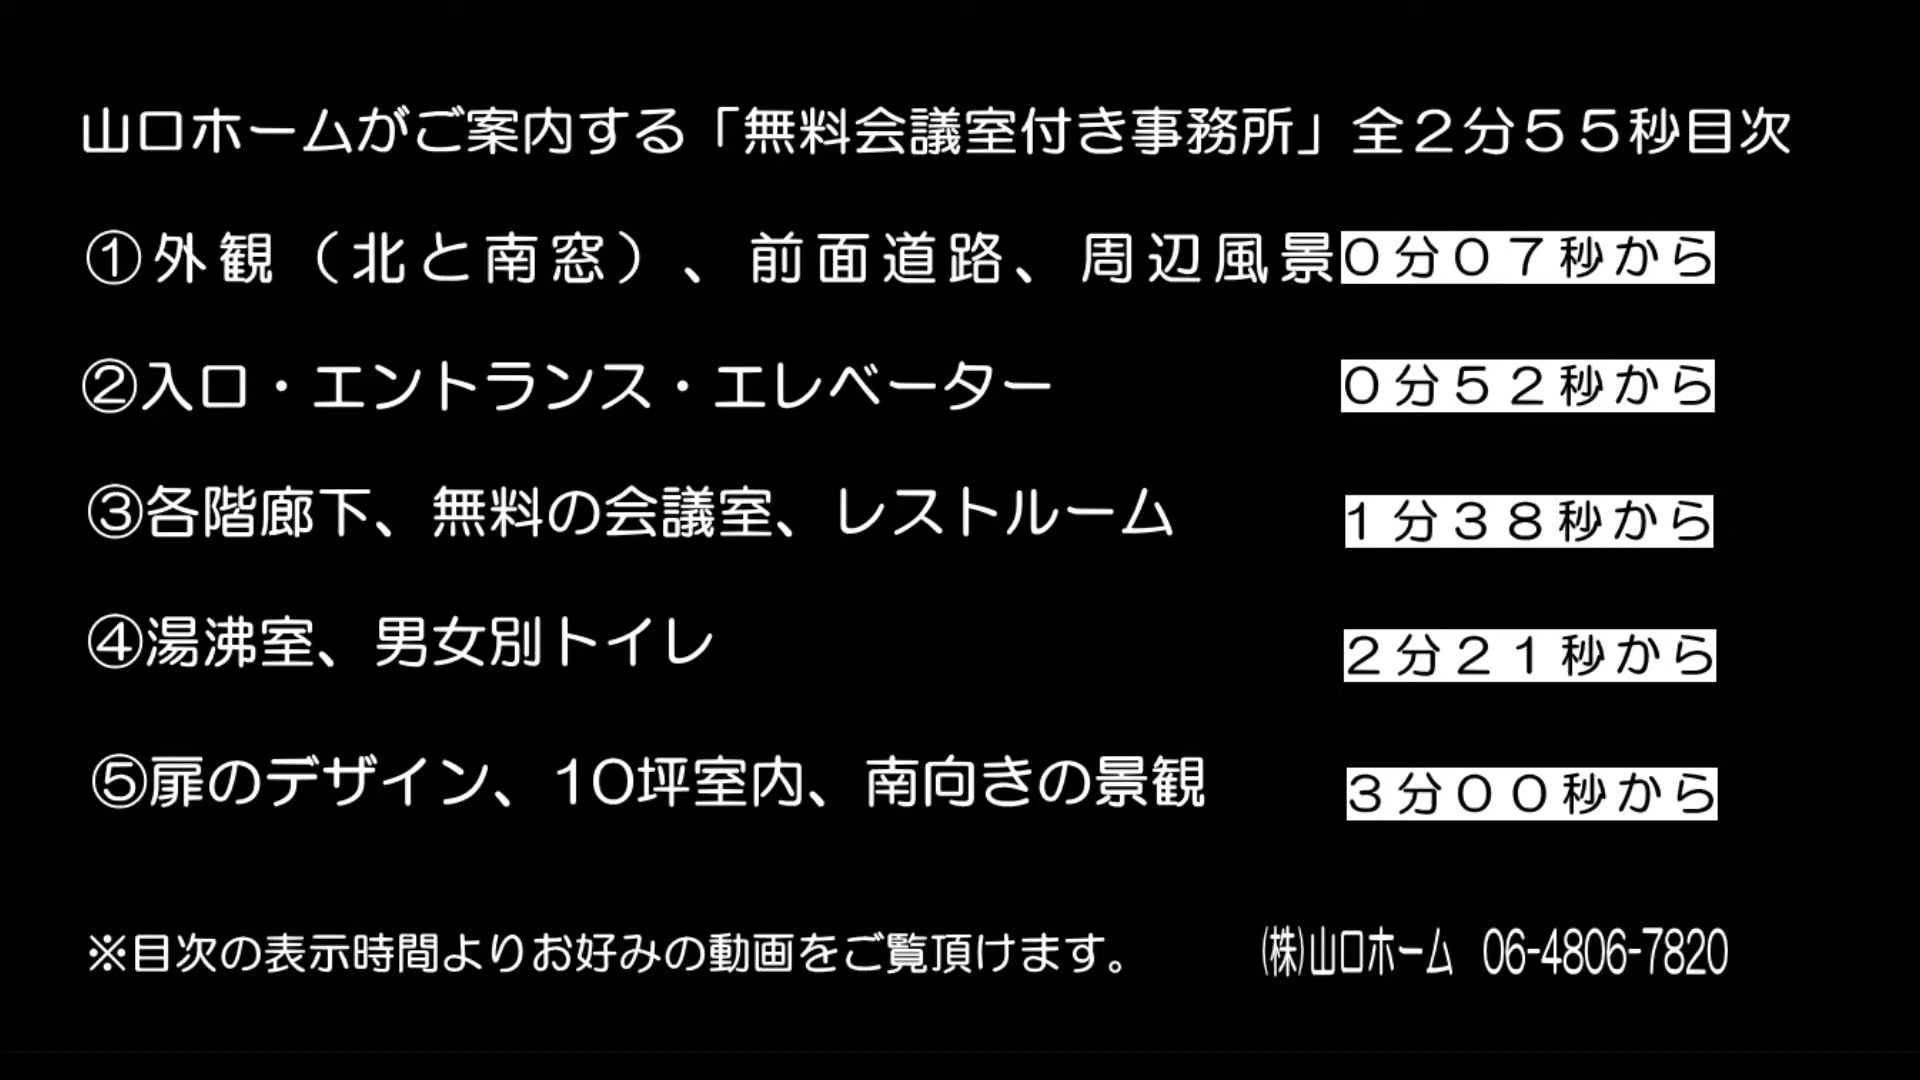 山口ホームがご案内する「無料会議室付き事務所」全２分５５秒目次
①外観（北と南窓）、前面道路、周辺風景０分０７秒から
②入口・エントランス・エレベーター ０分５２秒から
③各階廊下、無料の会議室、レストルーム １分３８秒から
④湯沸室、男女別トイレ ２分２１秒から
⑤扉のデザイン、10坪室内、南向きの景観 ３分００秒から
※目次の表示時間よりお好みの動画をご覧頂けます。 ㈱山口ホーム 06-4806-7820